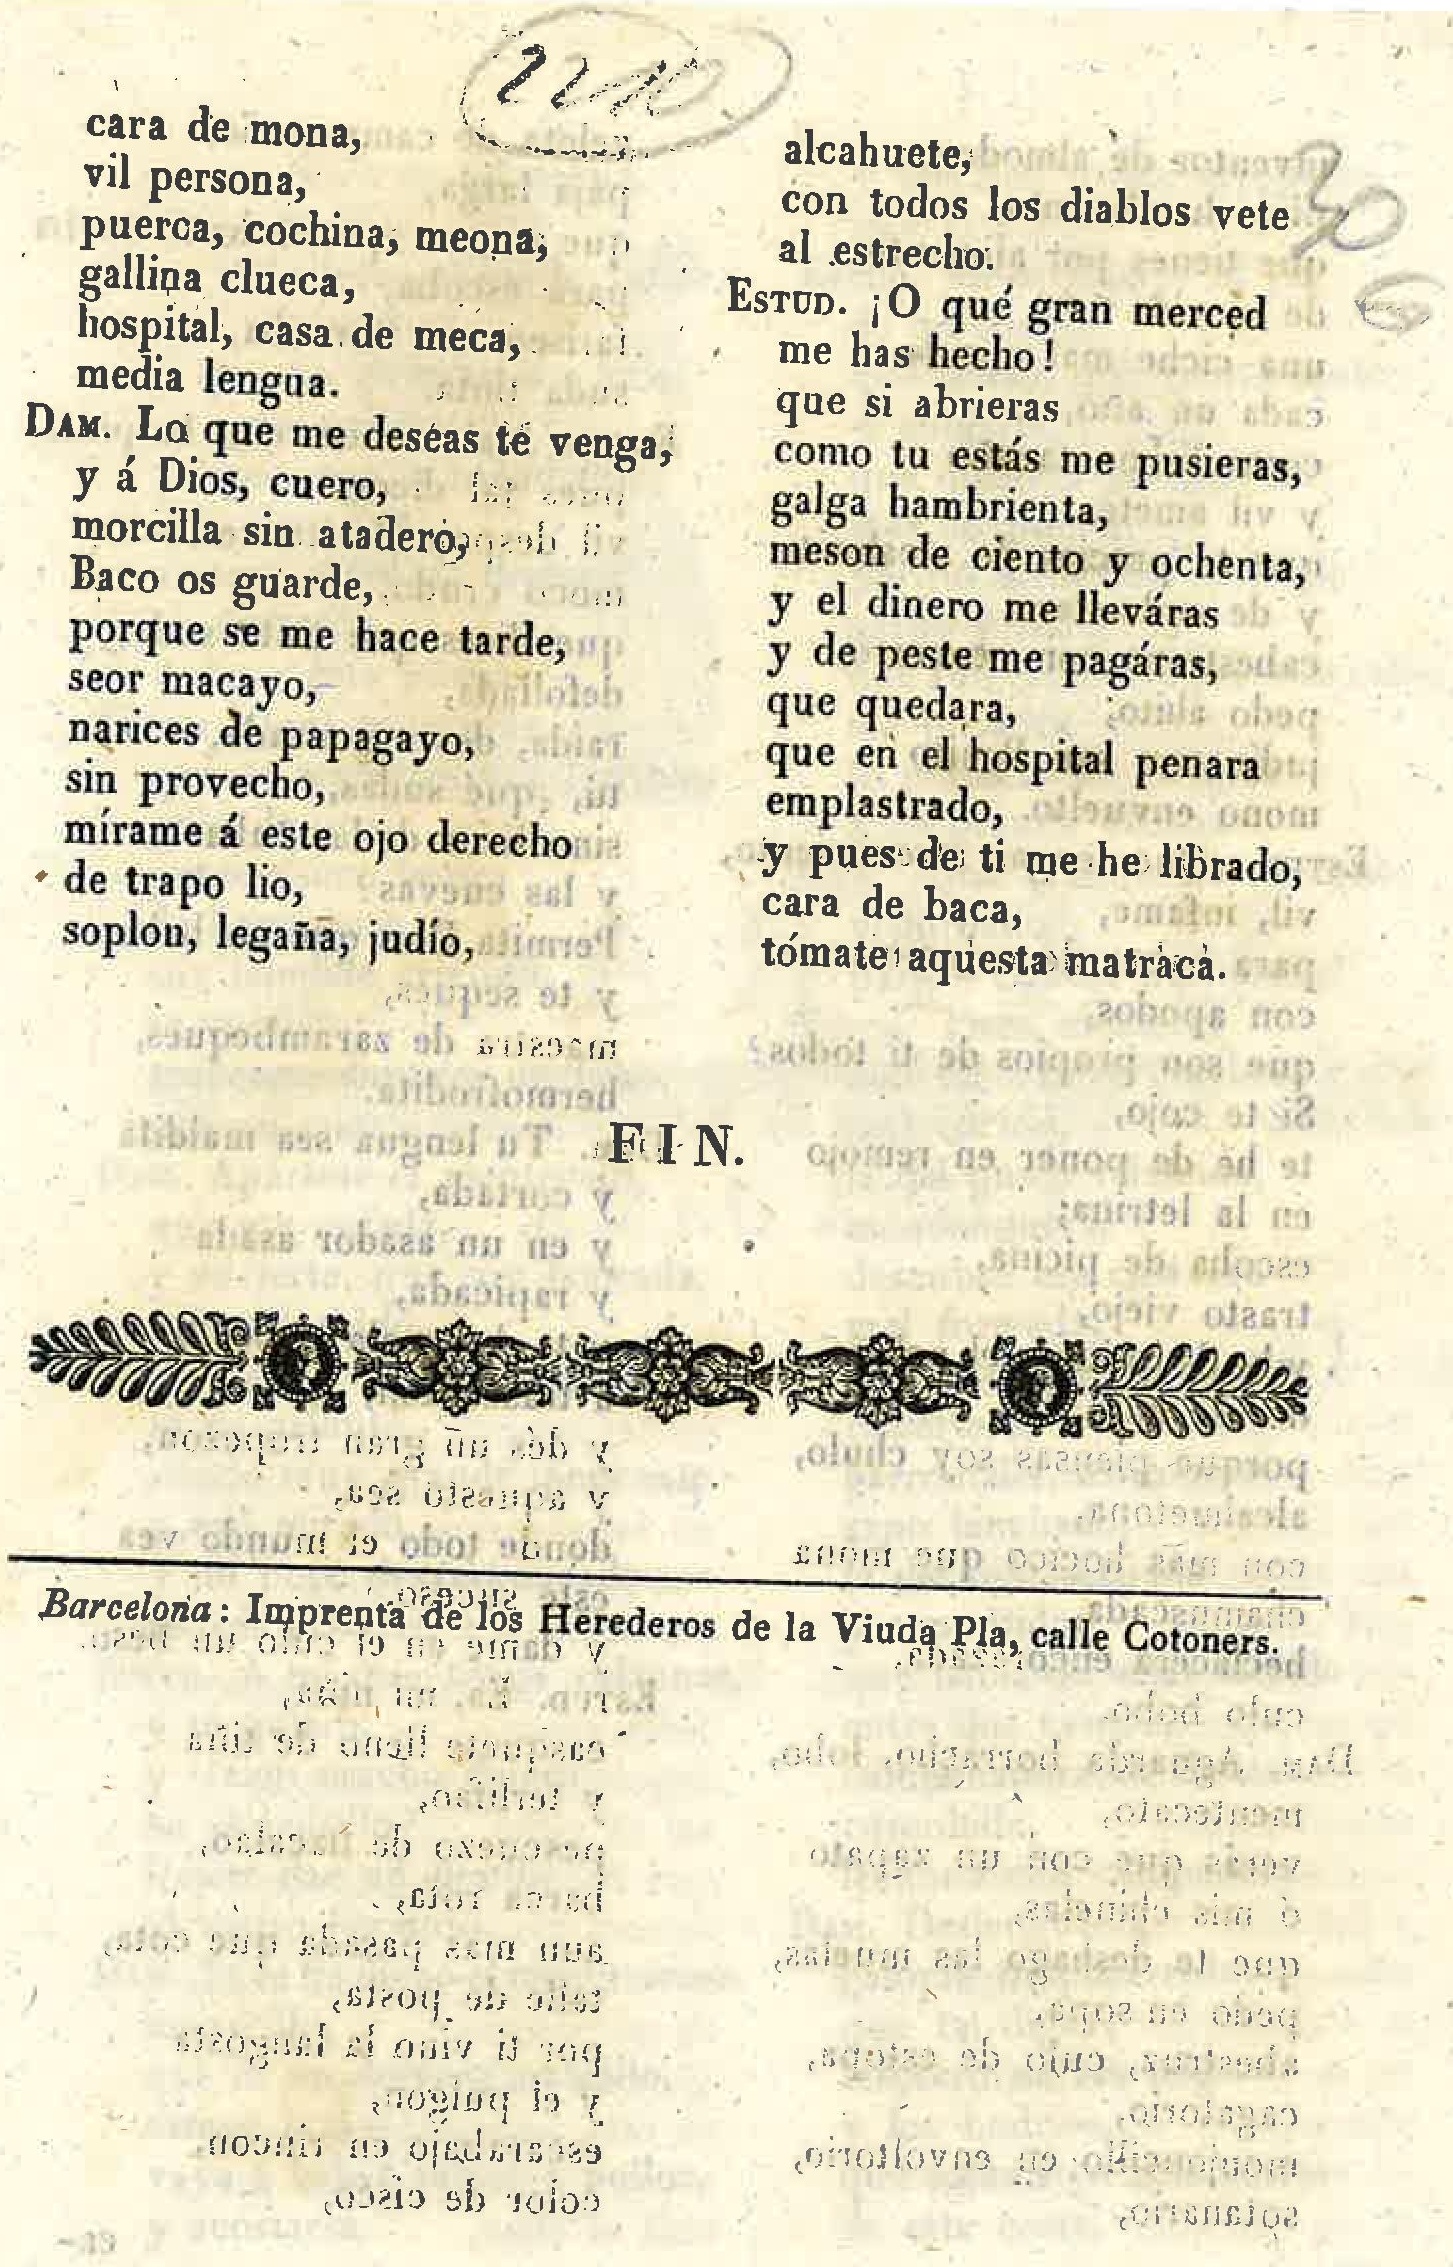 cara de mona,
vil persona,
puerca, cochina, meona,
gallina clueca,
hospital, casa de meca,
media lengua.
DAM. Lo que me deséas te venga,
y á Dios, cuero,
morcilla sin atadero,
Baco os guarde,
porque se me hace tarde,
seor macayo,
narices de papagayo,
sin provecho,
mírame á este ojo derecho
de trapo lio,
soplon, legaña, judío,
alcahuete,
con todos los diablos vete
al estrecho.
ESTUD. ¡O qué gran merced
me has hecho!
que si abrieras
como tu estás me pusieras,
galga hambrienta,
meson de ciento y ochenta,
y el dinero me lleváras
y de peste me pagáras,
que quedara,
que en el hospital penara
emplastrado,
y pues de ti me he librado,
cara de baca,
tómate aquesta matraca.
FIN.
Barcelona: Imprenta de los Herederos de la Viuda Pla, calle Cotoners.